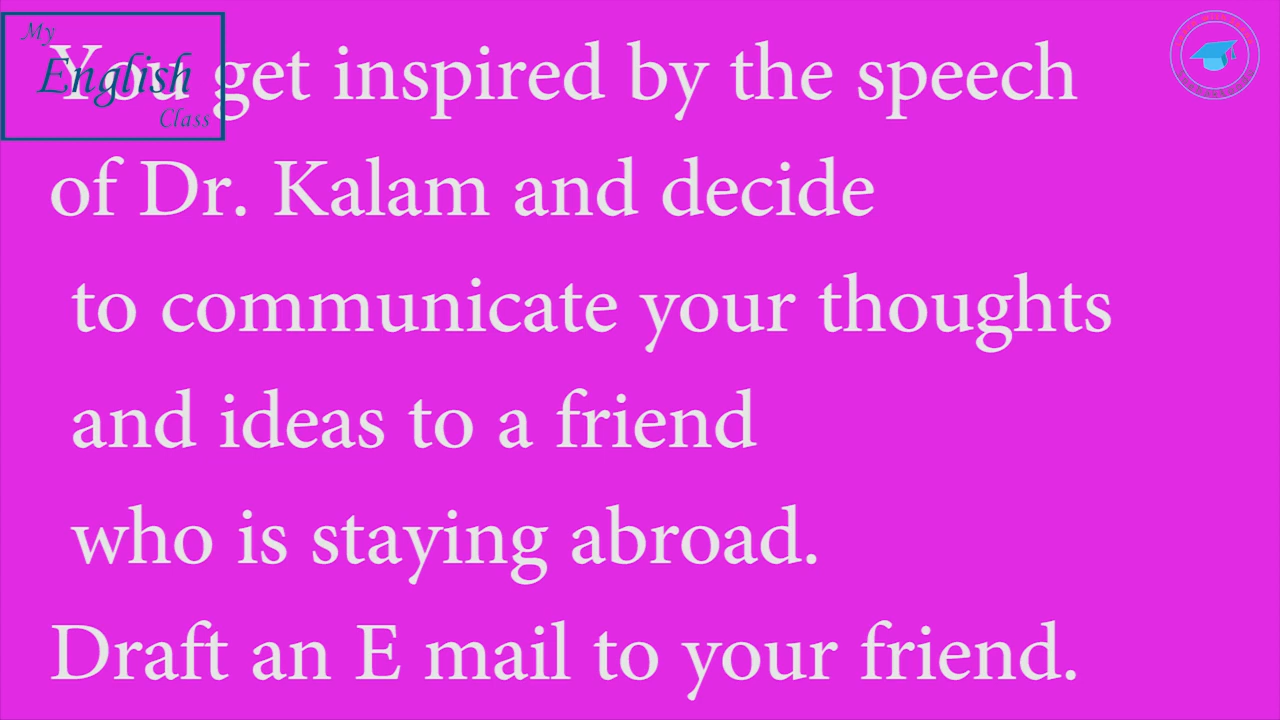 My
English
Class
You get inspired by the speech
of Dr. Kalam and decide
to communicate your thoughts
and ideas to a friend
who is staying abroad.
Draft an E mail to your friend.